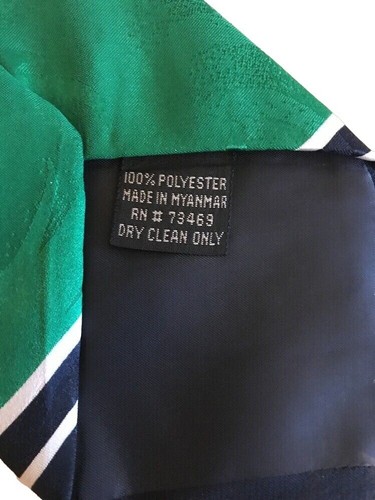 100% POLYESTER
MADE IN MYANMAR
RN # 73469
DRY CLEAN ONLY